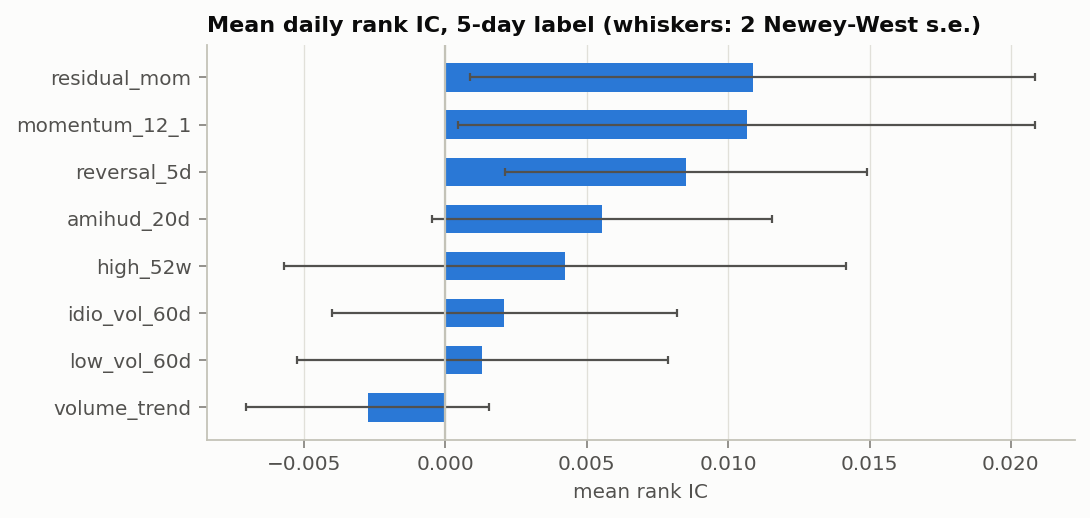 Mean daily rank IC, 5-day label (whiskers: 2 Newey-West s.e.)
residual_mom
momentum_12_1
reversal_5d
amihud_20d
high_52w
idio_vol_60d
low_vol_60d
volume_trend
−0.005 0.000 0.005 0.010 0.015 0.020
mean rank IC